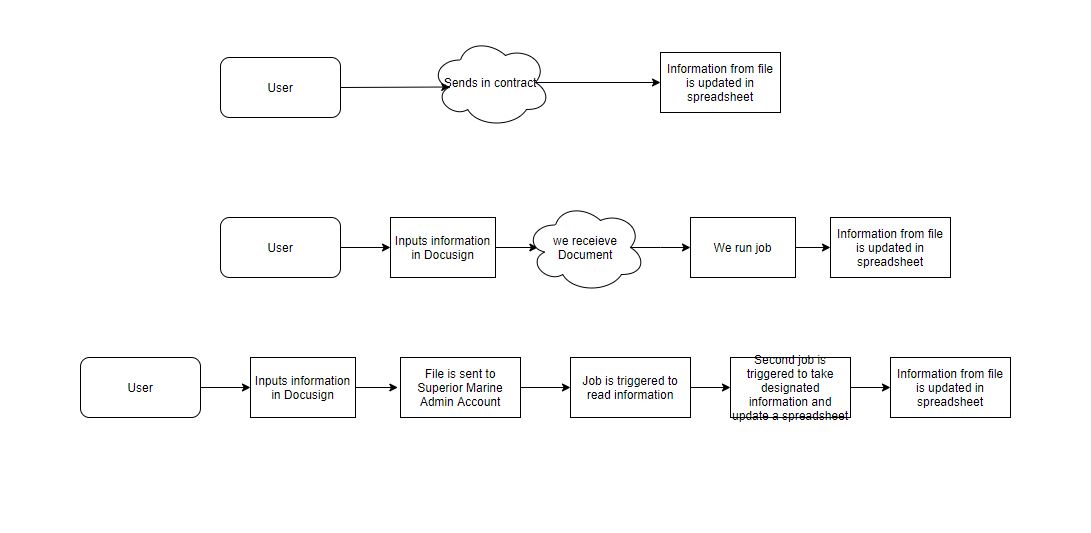 User
Sends in contract
Information from file
is updated in
spreadsheet
User
Inputs information
in Docusign
we receieve
Document
We run job
Information from file
is updated in
spreadsheet
User
Inputs information
in Docusign
File is sent to
Superior Marine
Admin Account
Job is triggered to
read information
Second job is
triggered to take
designated
information and
update a spreadsheet
Information from file
is updated in
spreadsheet